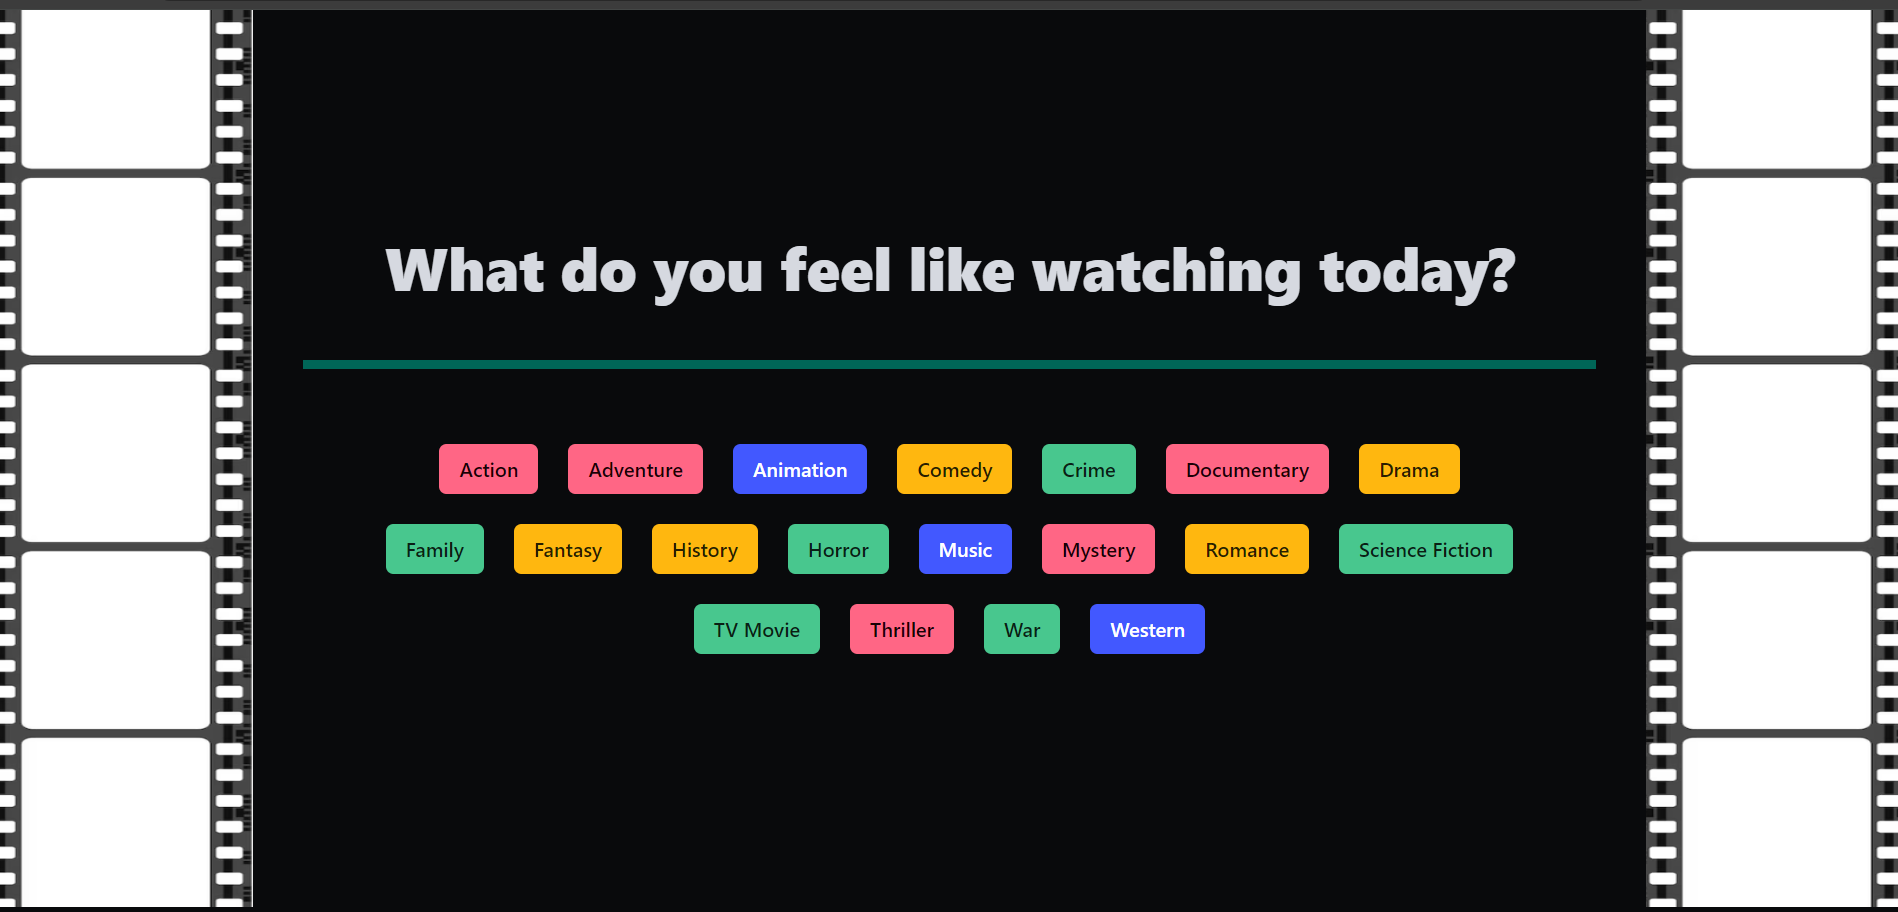 What do you feel like watching today?
Action Adventure Animation Comedy Crime Documentary Drama
Family Fantasy History Horror Music Mystery Romance Science Fiction
TV Movie Thriller War Western